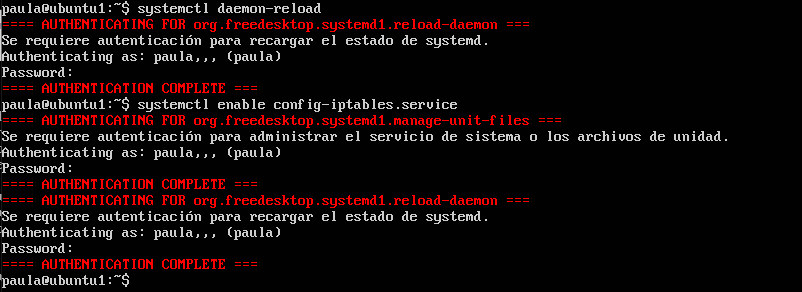 paula@ubuntu1:~$ systemctl daemon-reload
==== AUTHENTICATING FOR org.freedesktop.systemd1.reload-daemon ===
Se requiere autenticación para recargar el estado de systemd.
Authenticating as: paula,,, (paula)
Password:
==== AUTHENTICATION COMPLETE ===
paula@ubuntu1:~$ systemctl enable config-iptables.service
==== AUTHENTICATING FOR org.freedesktop.systemd1.manage-unit-files ===
Se requiere autenticación para administrar el servicio de sistema o los archivos de unidad.
Authenticating as: paula,,, (paula)
Password:
==== AUTHENTICATION COMPLETE ===
==== AUTHENTICATING FOR org.freedesktop.systemd1.reload-daemon ===
Se requiere autenticación para recargar el estado de systemd.
Authenticating as: paula,,, (paula)
Password:
==== AUTHENTICATION COMPLETE ===
paula@ubuntu1:~$